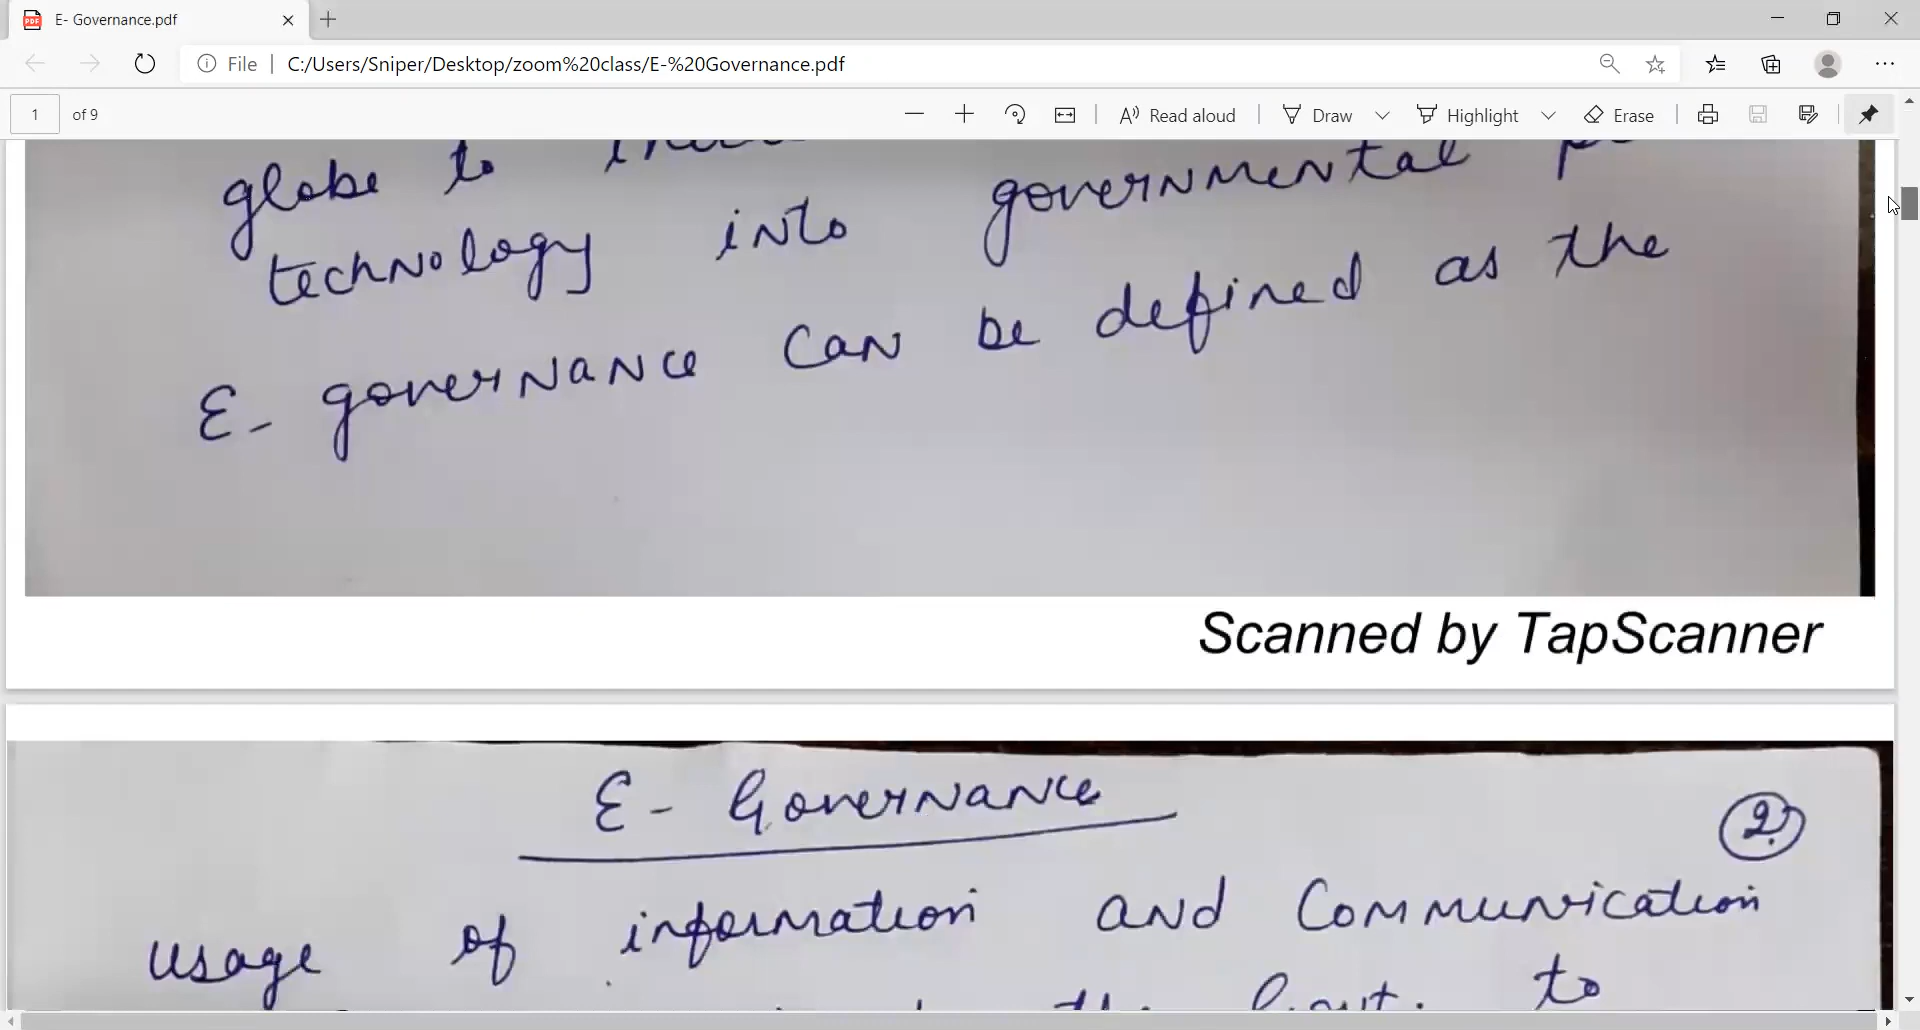 E- Governance.pdf
File C:/Users/Sniper/Desktop/zoom%20class/E-%20Governance.pdf
1 of 9 Read aloud Draw Highlight Erase
globe to
technology into governmental
E- governance can be defined as the
Scanned by TapScanner
E- Governance
2
usage of information and Communication
the Govt. to